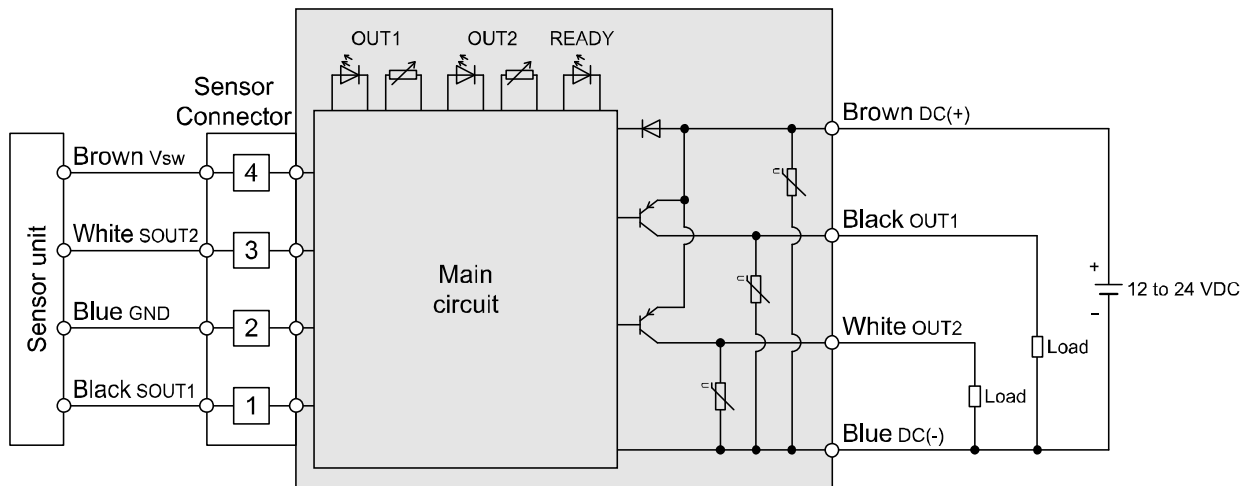 OUT1
OUT2
READY
Sensor
Connector
Brown DC(+)
Brown Vsw
4
White SOUT2
3
Black OUT1
Sensor unit
Main
circuit
+
12 to 24 VDC
−
Blue GND
2
White OUT2
Load
Load
Black SOUT1
1
Blue DC(-)
U
U
U